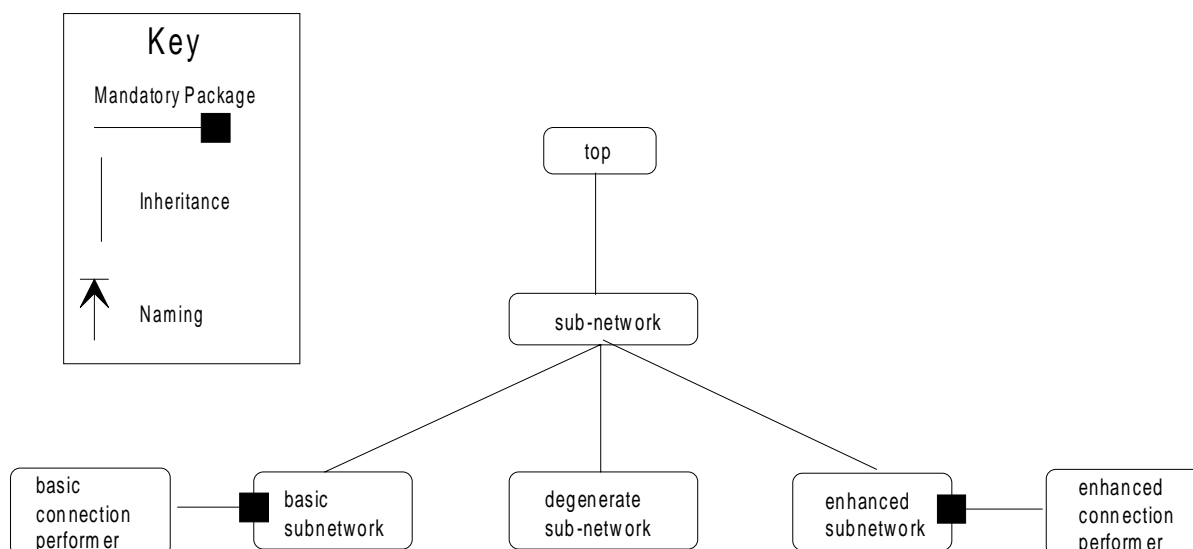 Key
Mandatory Package
Inheritance
Naming
top
sub-network
basic
connection
performer
basic
subnetwork
degenerate
sub-network
enhanced
subnetwork
enhanced
connection
performer